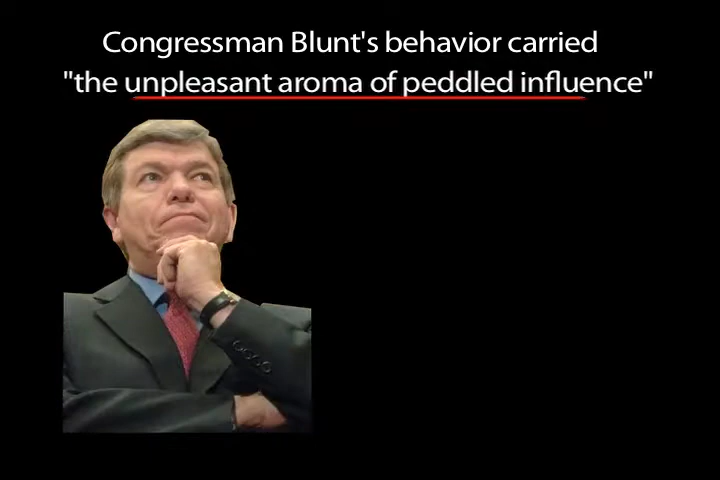 Congressman Blunt's behavior carried
"the unpleasant aroma of peddled influence"